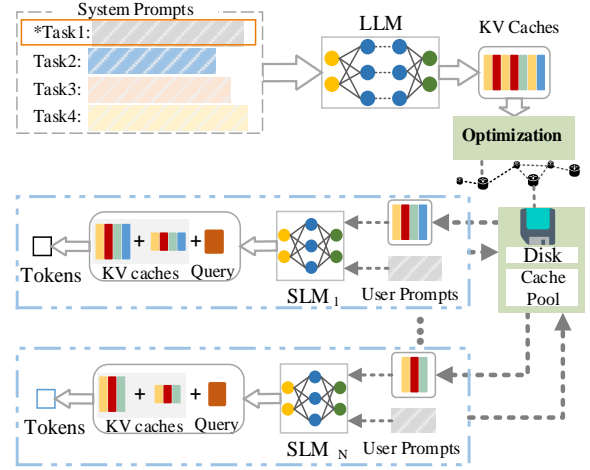 System Prompts
*Task1:
Task2:
Task3:
Task4:
LLM
KV Caches
Optimization
Disk
Cache
Pool
Tokens
KV caches
Query
SLM 1
User Prompts
Tokens
KV caches
Query
SLM N
User Prompts